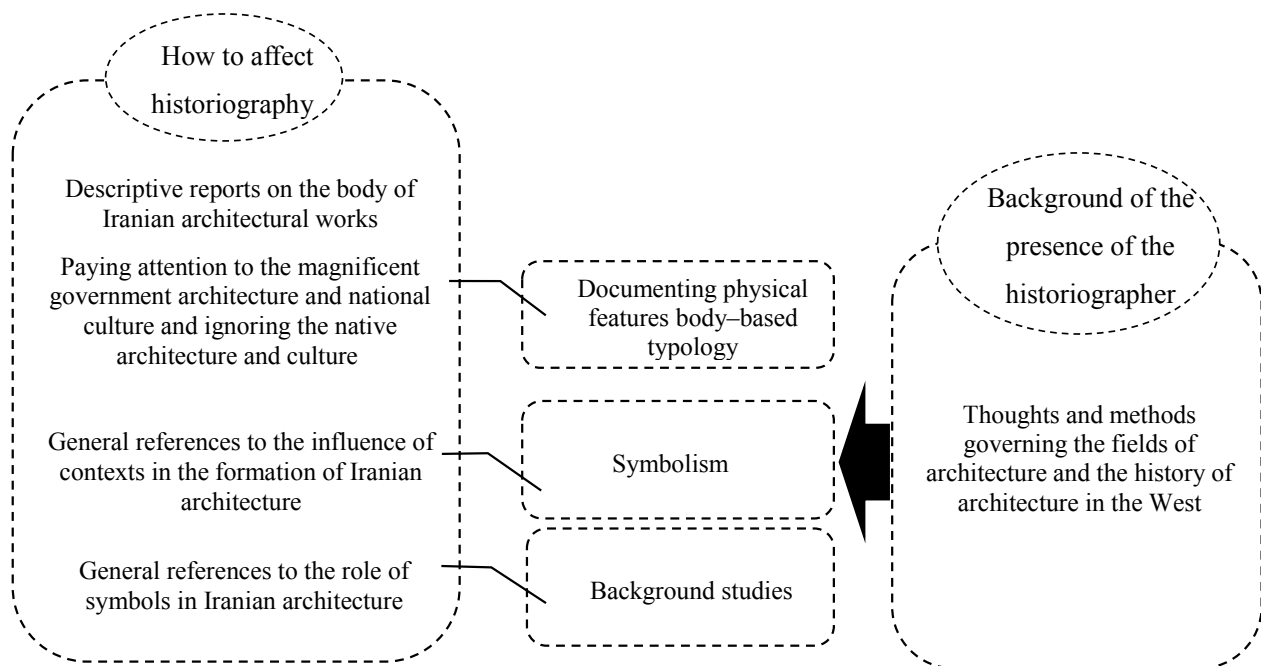 How to affect
historiography
Descriptive reports on the body of
Iranian architectural works
Paying attention to the magnificent
government architecture and national
culture and ignoring the native
architecture and culture
General references to the influence of
contexts in the formation of Iranian
architecture
General references to the role of
symbols in Iranian architecture
Documenting physical
features body–based
typology
Symbolism
Background studies
Background of the
presence of the
historiographer
Thoughts and methods
governing the fields of
architecture and the history of
architecture in the West